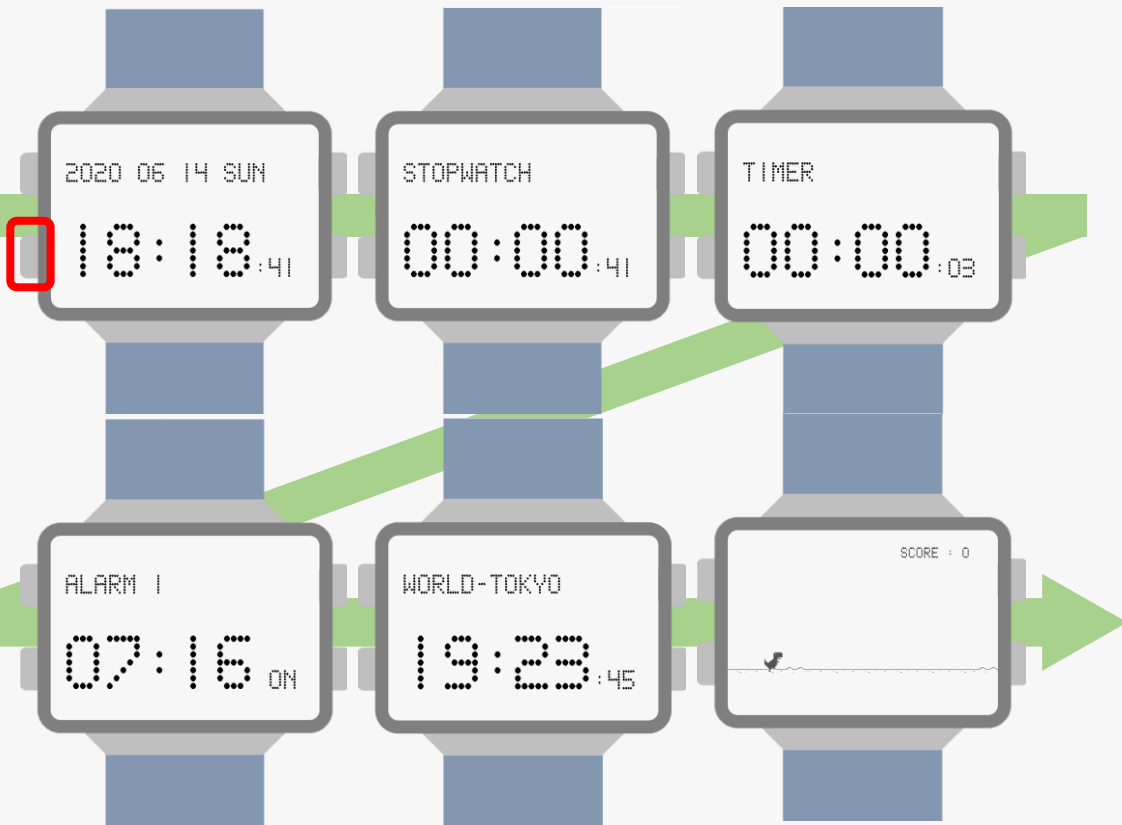 2020 06 14 SUN
18:18:41
STOPWATCH
00:00:41
TIMER
00:00:03
ALARM 1
07:16 ON
WORLD-TOKYO
19:23:45
SCORE : 0